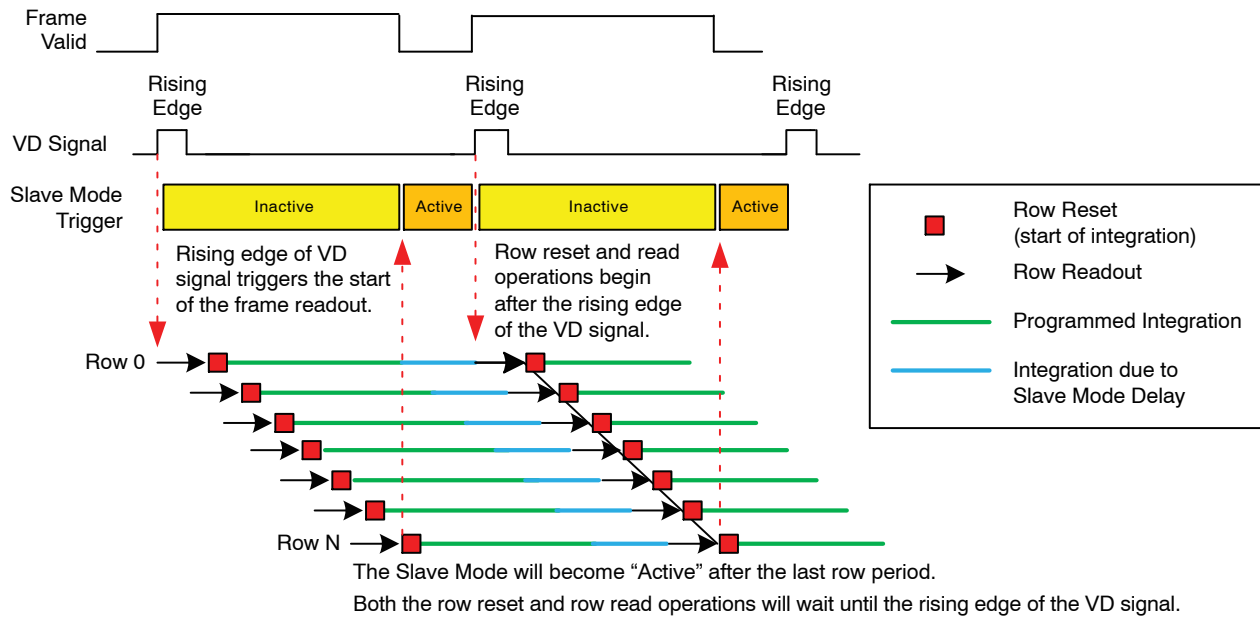 Frame
Valid
Rising
Edge
Rising
Edge
Rising
Edge
VD Signal
Slave Mode
Trigger
Inactive
Active
Inactive
Active
Rising edge of VD
signal triggers the start
of the frame readout.
Row reset and read
operations begin
after the rising edge
of the VD signal.
Row Reset
(start of integration)
Row Readout
Programmed Integration
Integration due to
Slave Mode Delay
Row 0
Row N
The Slave Mode will become “Active” after the last row period.
Both the row reset and row read operations will wait until the rising edge of the VD signal.